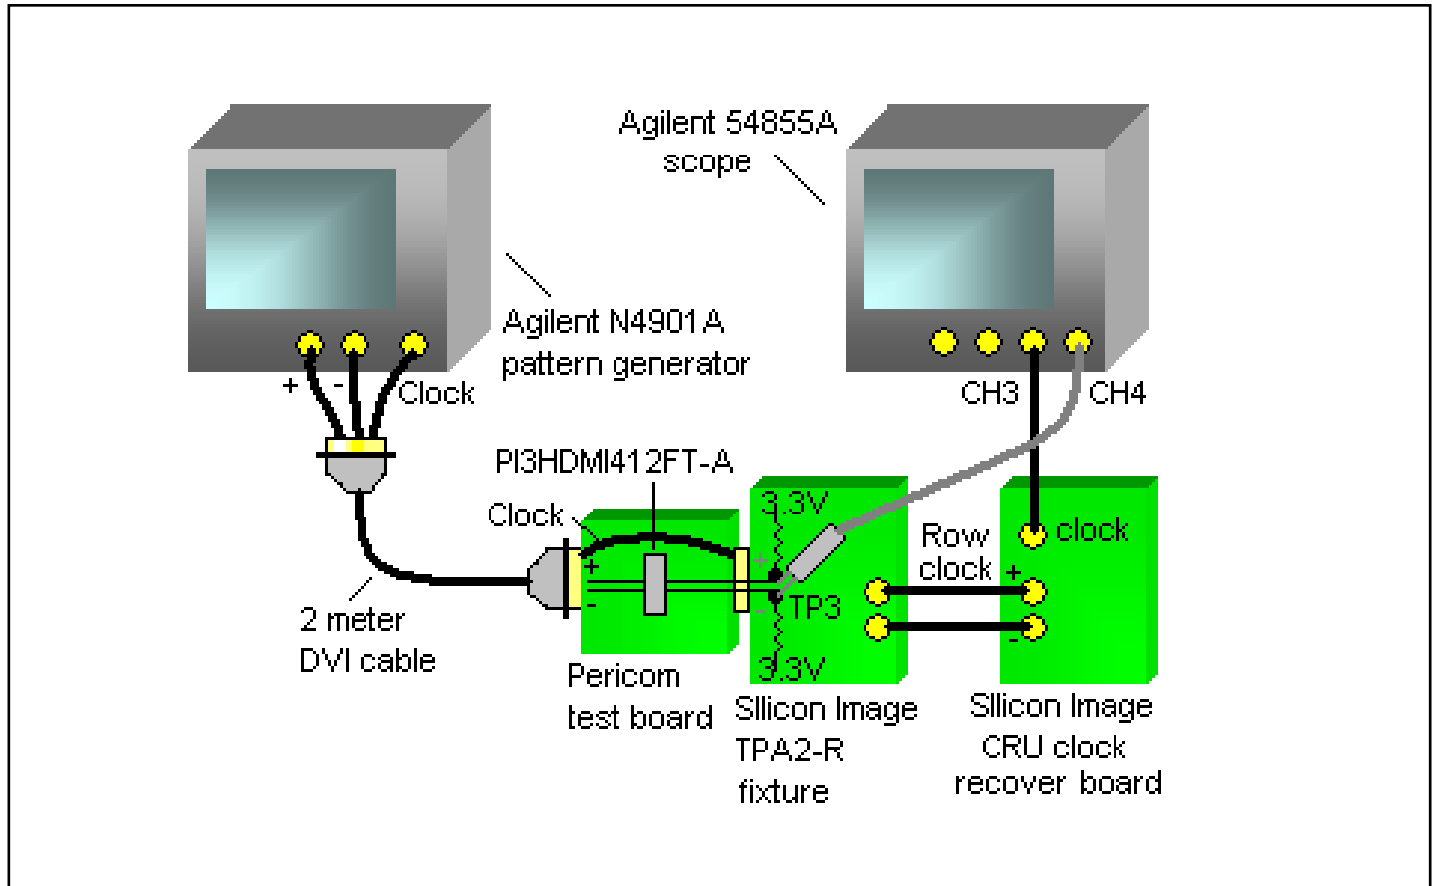 Agilent 54855A
scope
Agilent N4901A
pattern generator
+
-
Clock
CH3
CH4
PI3HDMI412FT-A
Clock
+
-
2 meter
DVI cable
Pericom
test board
3.3V
+
-
TP3
3.3V
SIlicon Image
TPA2-R
fixture
Row
clock
clock
+
-
SIlicon Image
CRU clock
recover board